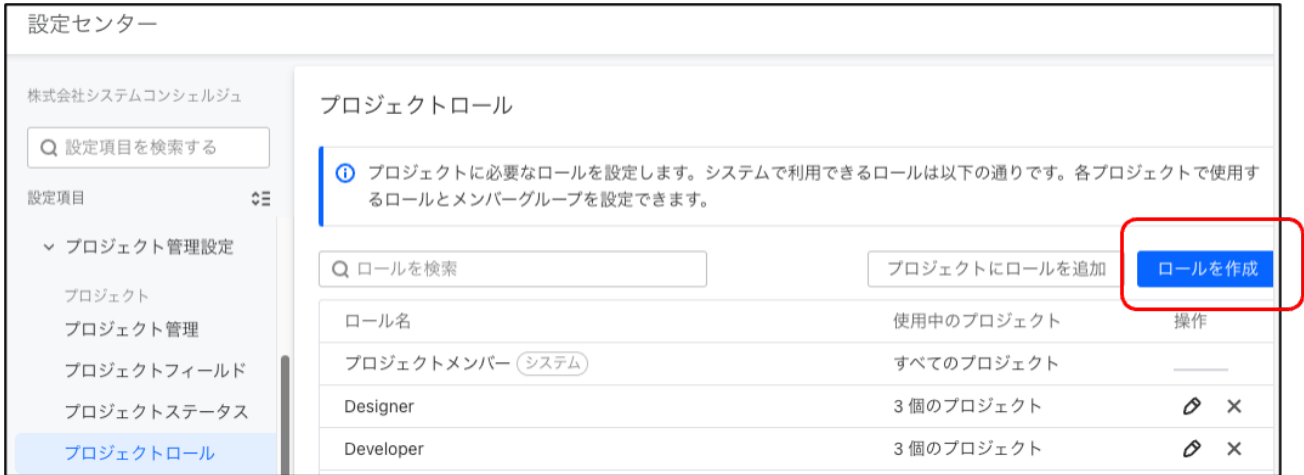 設定センター
株式会社システムコンシェルジュ
設定項目を検索する
設定項目
プロジェクト管理設定
プロジェクト
プロジェクト管理
プロジェクトフィールド
プロジェクトステータス
プロジェクトロール
プロジェクトロール
プロジェクトに必要なロールを設定します。システムで利用できるロールは以下の通りです。各プロジェクトで使用す
るロールとメンバーグループを設定できます。
ロールを検索
プロジェクトにロールを追加
ロールを作成
ロール名 使用中のプロジェクト 操作
プロジェクトメンバー システム すべてのプロジェクト
Designer 3 個のプロジェクト
Developer 3 個のプロジェクト